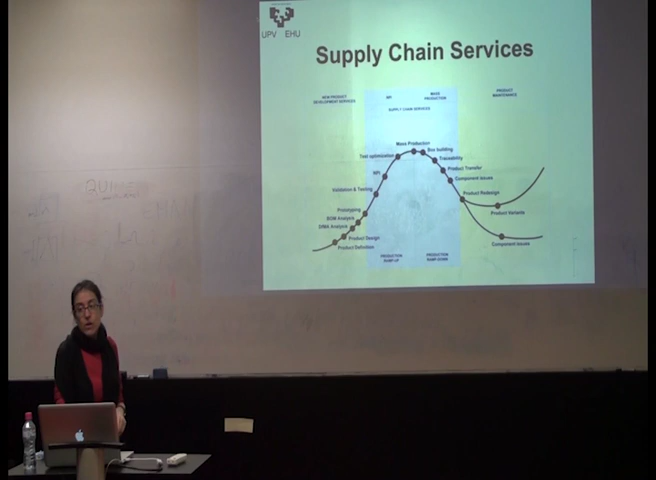 UPV EHU
Supply Chain Services
NEW PRODUCT
DEVELOPMENT SERVICES
NPI
MASS
PRODUCTION
PRODUCT
MAINTENANCE
SUPPLY CHAIN SERVICES
Mass Production
Box building
Test optimization
Traceability
Product Transfer
NPI
Component issues
Validation & Testing
Product Redesign
Prototyping
Product Variants
BOM Analysis
DIMA Analysis
Product Design
Component issues
Product Definition
PRODUCTION
RAMP-UP
PRODUCTION
RAMP-DOWN